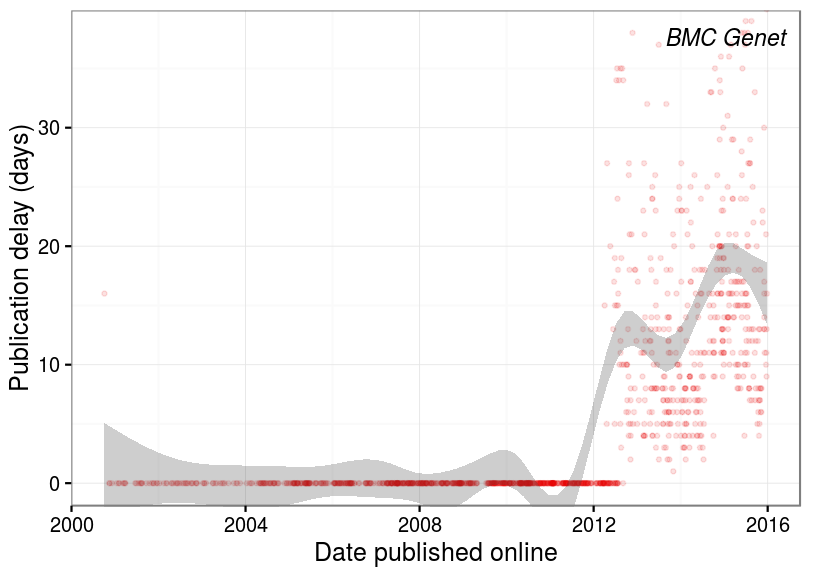 BMC Genet
Publication delay (days)
30
20
10
0
2000 2004 2008 2012 2016
Date published online